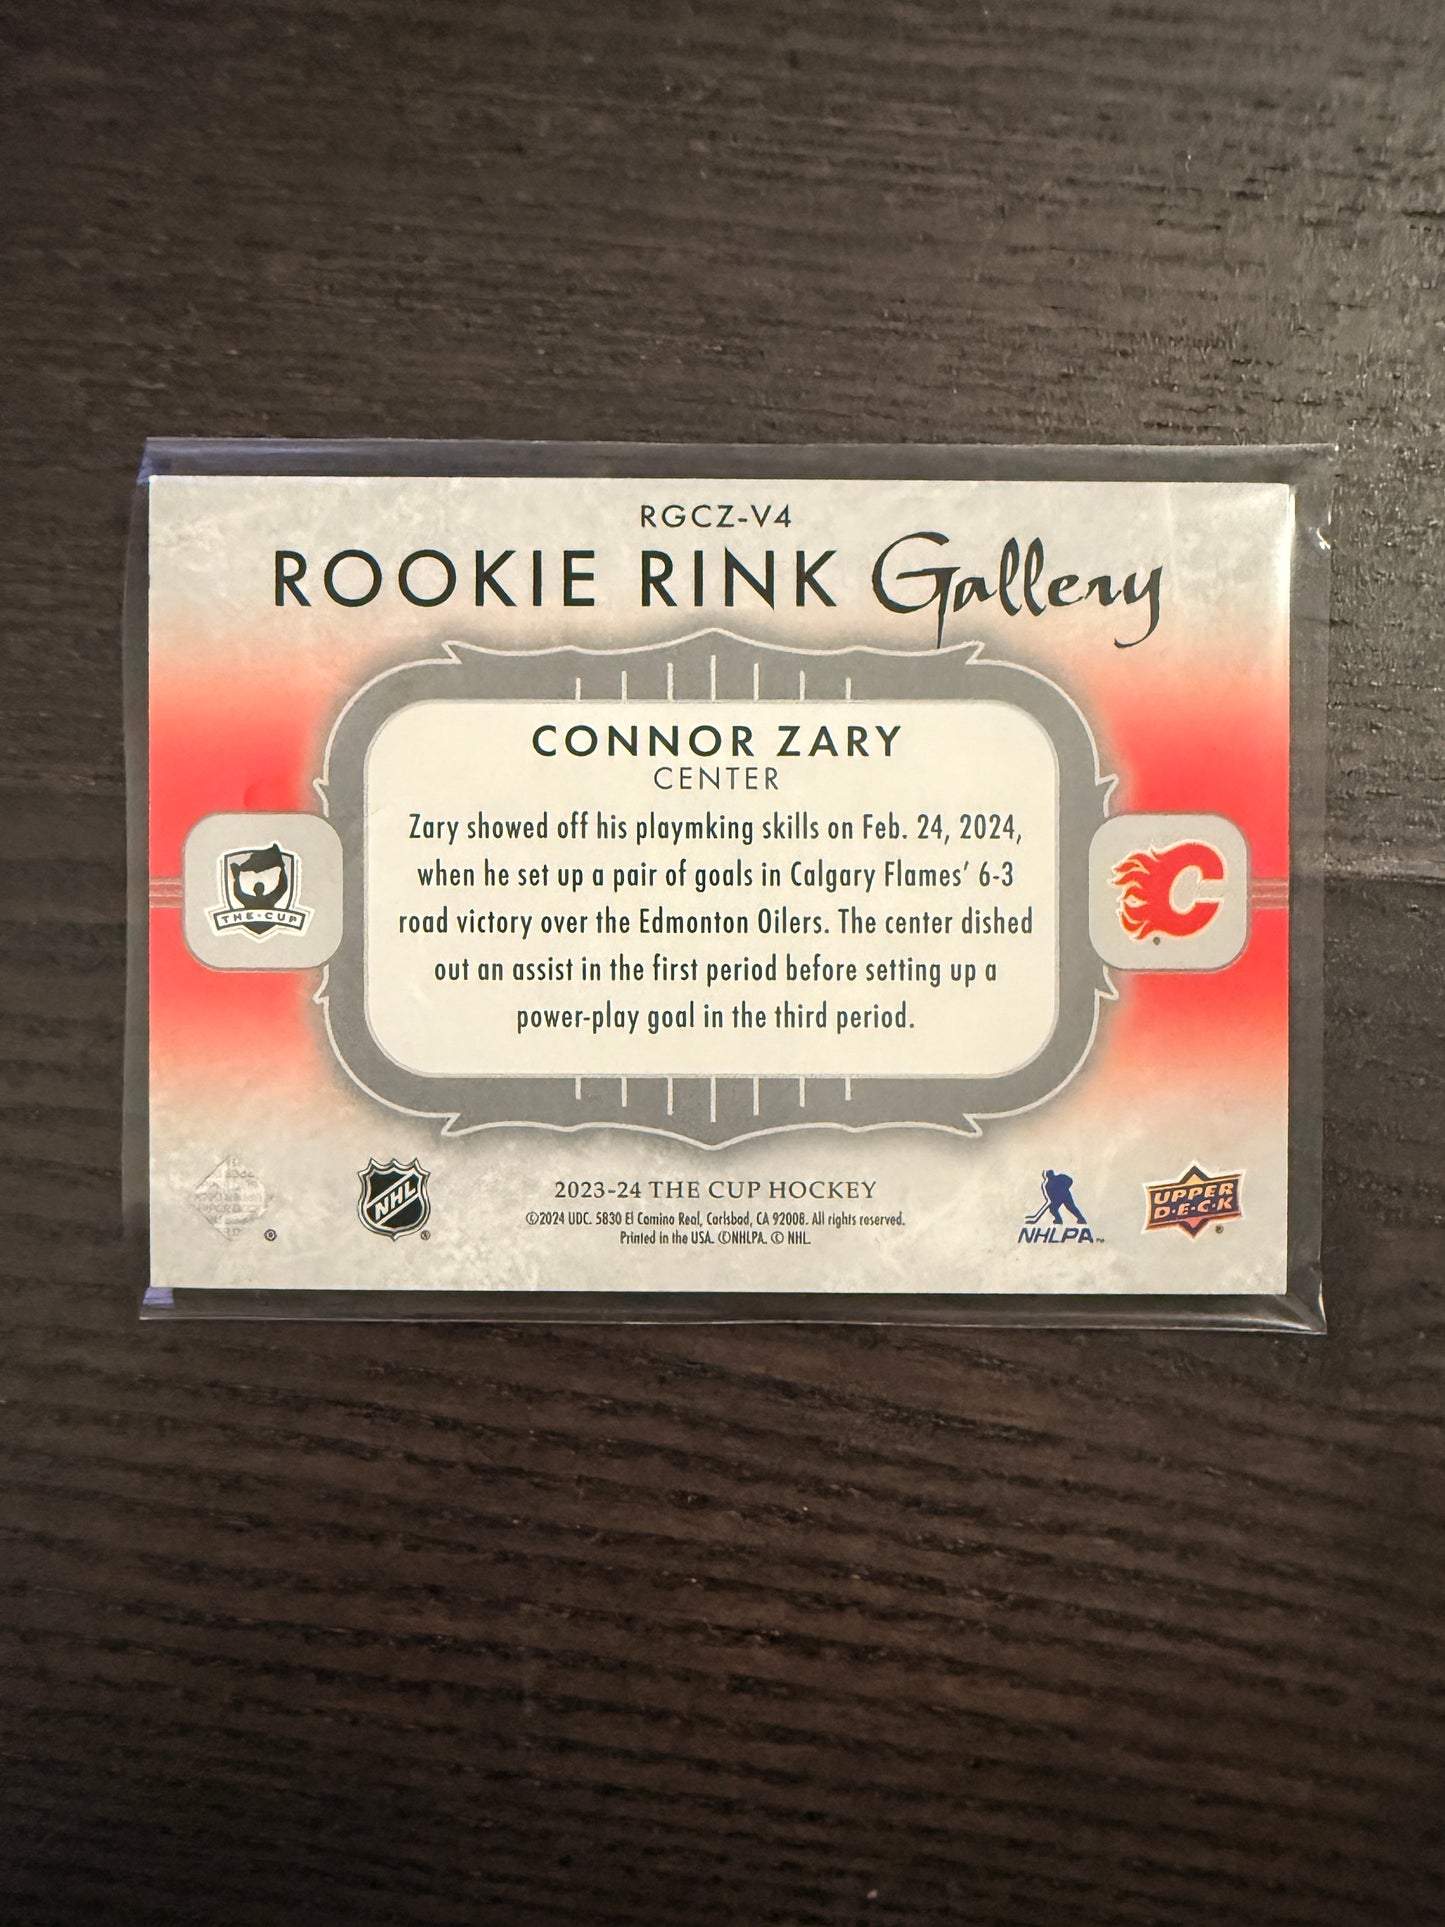 RGCZ-V4
ROOKIE RINK Gallery
CONNOR ZARY
CENTER
Zary showed off his playmking skills on Feb. 24, 2024,
when he set up a pair of goals in Calgary Flames' 6-3
road victory over the Edmonton Oilers. The center dished
out an assist in the first period before setting up a
power-play goal in the third period.
THE·CUP
C
NHL
®
2023-24 THE CUP HOCKEY
©2024 UDC. 5830 El Camino Real, Carlsbad, CA 92008. All rights reserved.
Printed in the USA. ©NHLPA. © NHL.
NHLPA™
UPPER
D·E·C·K
®